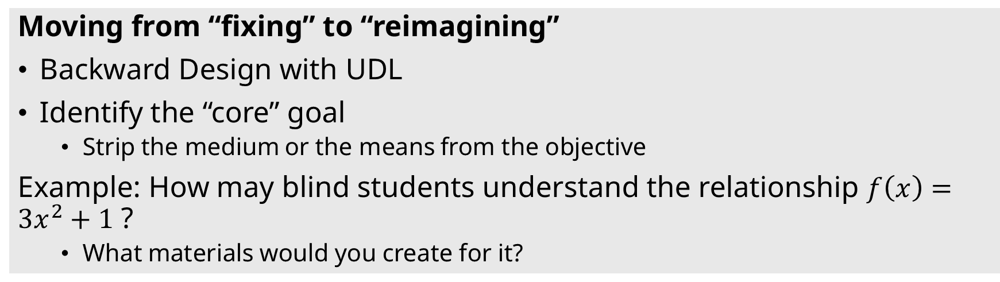 Moving from “fixing” to “reimagining”
• Backward Design with UDL
• Identify the “core” goal
• Strip the medium or the means from the objective
Example: How may blind students understand the relationship 𝑓(𝑥) =
3𝑥² + 1 ?
• What materials would you create for it?